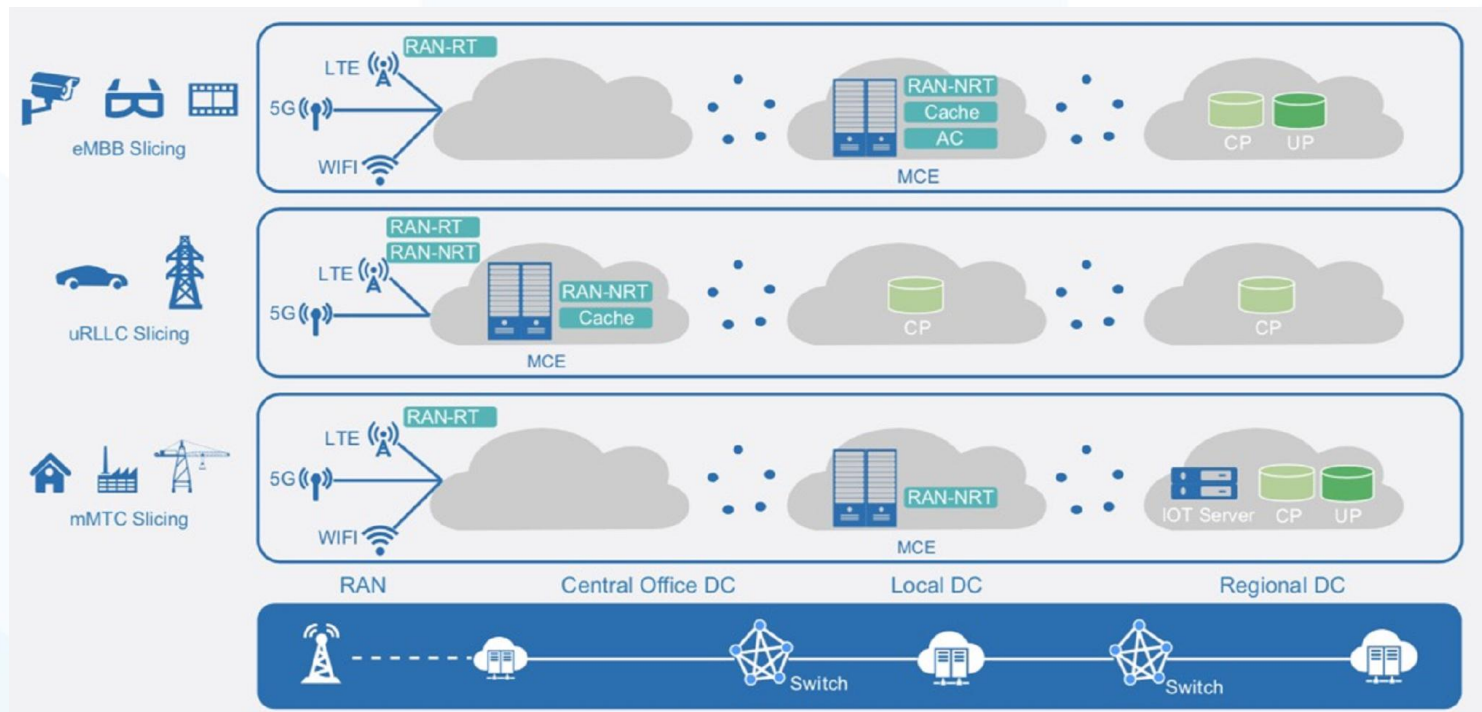 RAN-RT
LTE
5G
WIFI
eMBB Slicing
RAN-NRT
Cache
AC
MCE
CP
UP
RAN-RT
RAN-NRT
LTE
5G
uRLLC Slicing
RAN-NRT
Cache
MCE
CP
CP
RAN-RT
LTE
5G
WIFI
mMTC Slicing
RAN-NRT
MCE
IOT Server
CP
UP
RAN
Central Office DC
Local DC
Regional DC
Switch
Switch